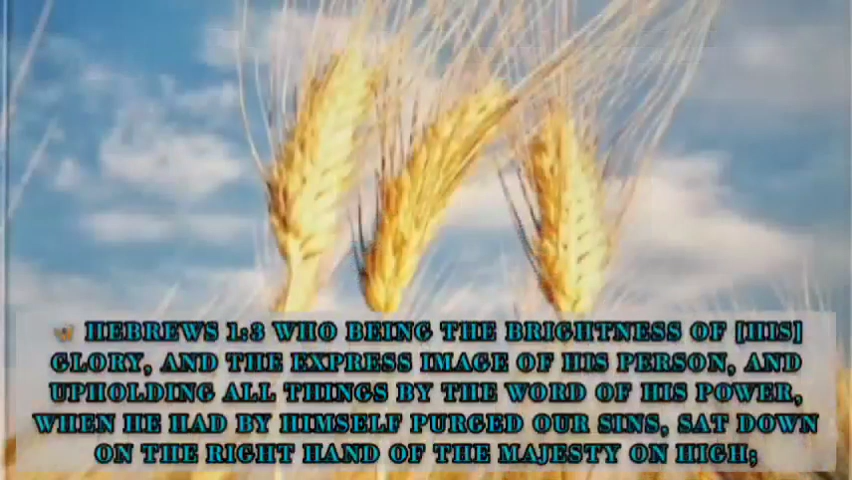 HEBREWS 1:3 WHO BEING THE BRIGHTNESS OF [HIS]
GLORY, AND THE EXPRESS IMAGE OF HIS PERSON, AND
UPHOLDING ALL THINGS BY THE WORD OF HIS POWER,
WHEN HE HAD BY HIMSELF PURGED OUR SINS, SAT DOWN
ON THE RIGHT HAND OF THE MAJESTY ON HIGH;